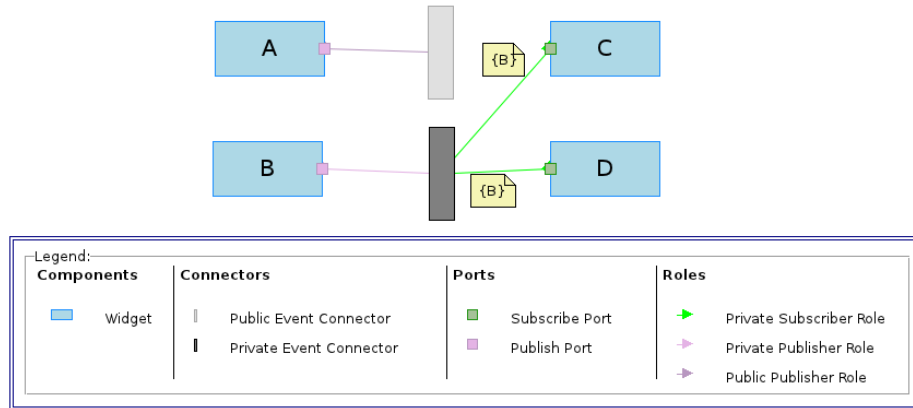 A
C
{B}
B
D
{B}
Legend:
Components
Connectors
Ports
Roles
Widget
Public Event Connector
Subscribe Port
Private Subscriber Role
Private Event Connector
Publish Port
Private Publisher Role
Public Publisher Role